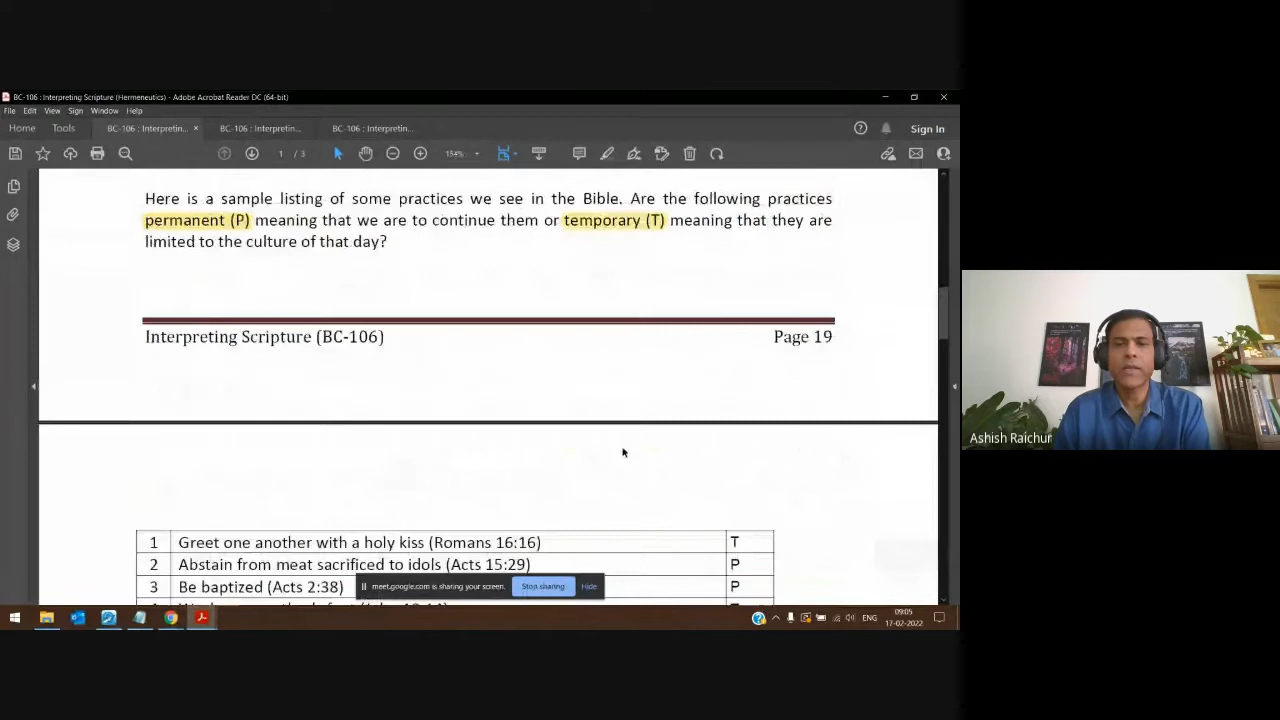 BC-106 : Interpreting Scripture (Hermeneutics) - Adobe Acrobat Reader DC (64-bit)
File Edit View Sign Window Help
Home Tools BC-106 : Interpretin... × BC-106 : Interpretin... BC-106 : Interpretin... Sign In
1 / 3 154%
Here is a sample listing of some practices we see in the Bible. Are the following practices
permanent (P) meaning that we are to continue them or temporary (T) meaning that they are
limited to the culture of that day?
Interpreting Scripture (BC-106) Page 19
1 Greet one another with a holy kiss (Romans 16:16) T
2 Abstain from meat sacrificed to idols (Acts 15:29) P
3 Be baptized (Acts 2:38) P
meet.google.com is sharing your screen. Stop sharing Hide
Ashish Raichur
ENG
09:05
17-02-2022